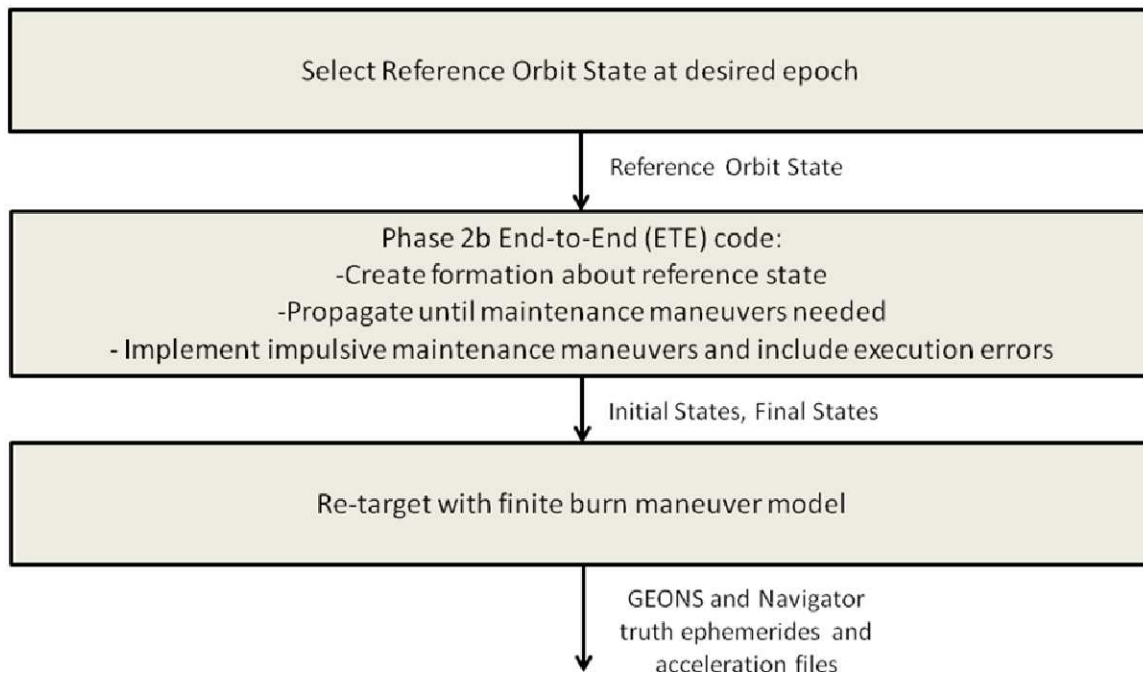 Select Reference Orbit State at desired epoch
Reference Orbit State
Phase 2b End-to-End (ETE) code:
-Create formation about reference state
-Propagate until maintenance maneuvers needed
- Implement impulsive maintenance maneuvers and include execution errors
Initial States, Final States
Re-target with finite burn maneuver model
GEONS and Navigator
truth ephemerides and
acceleration files